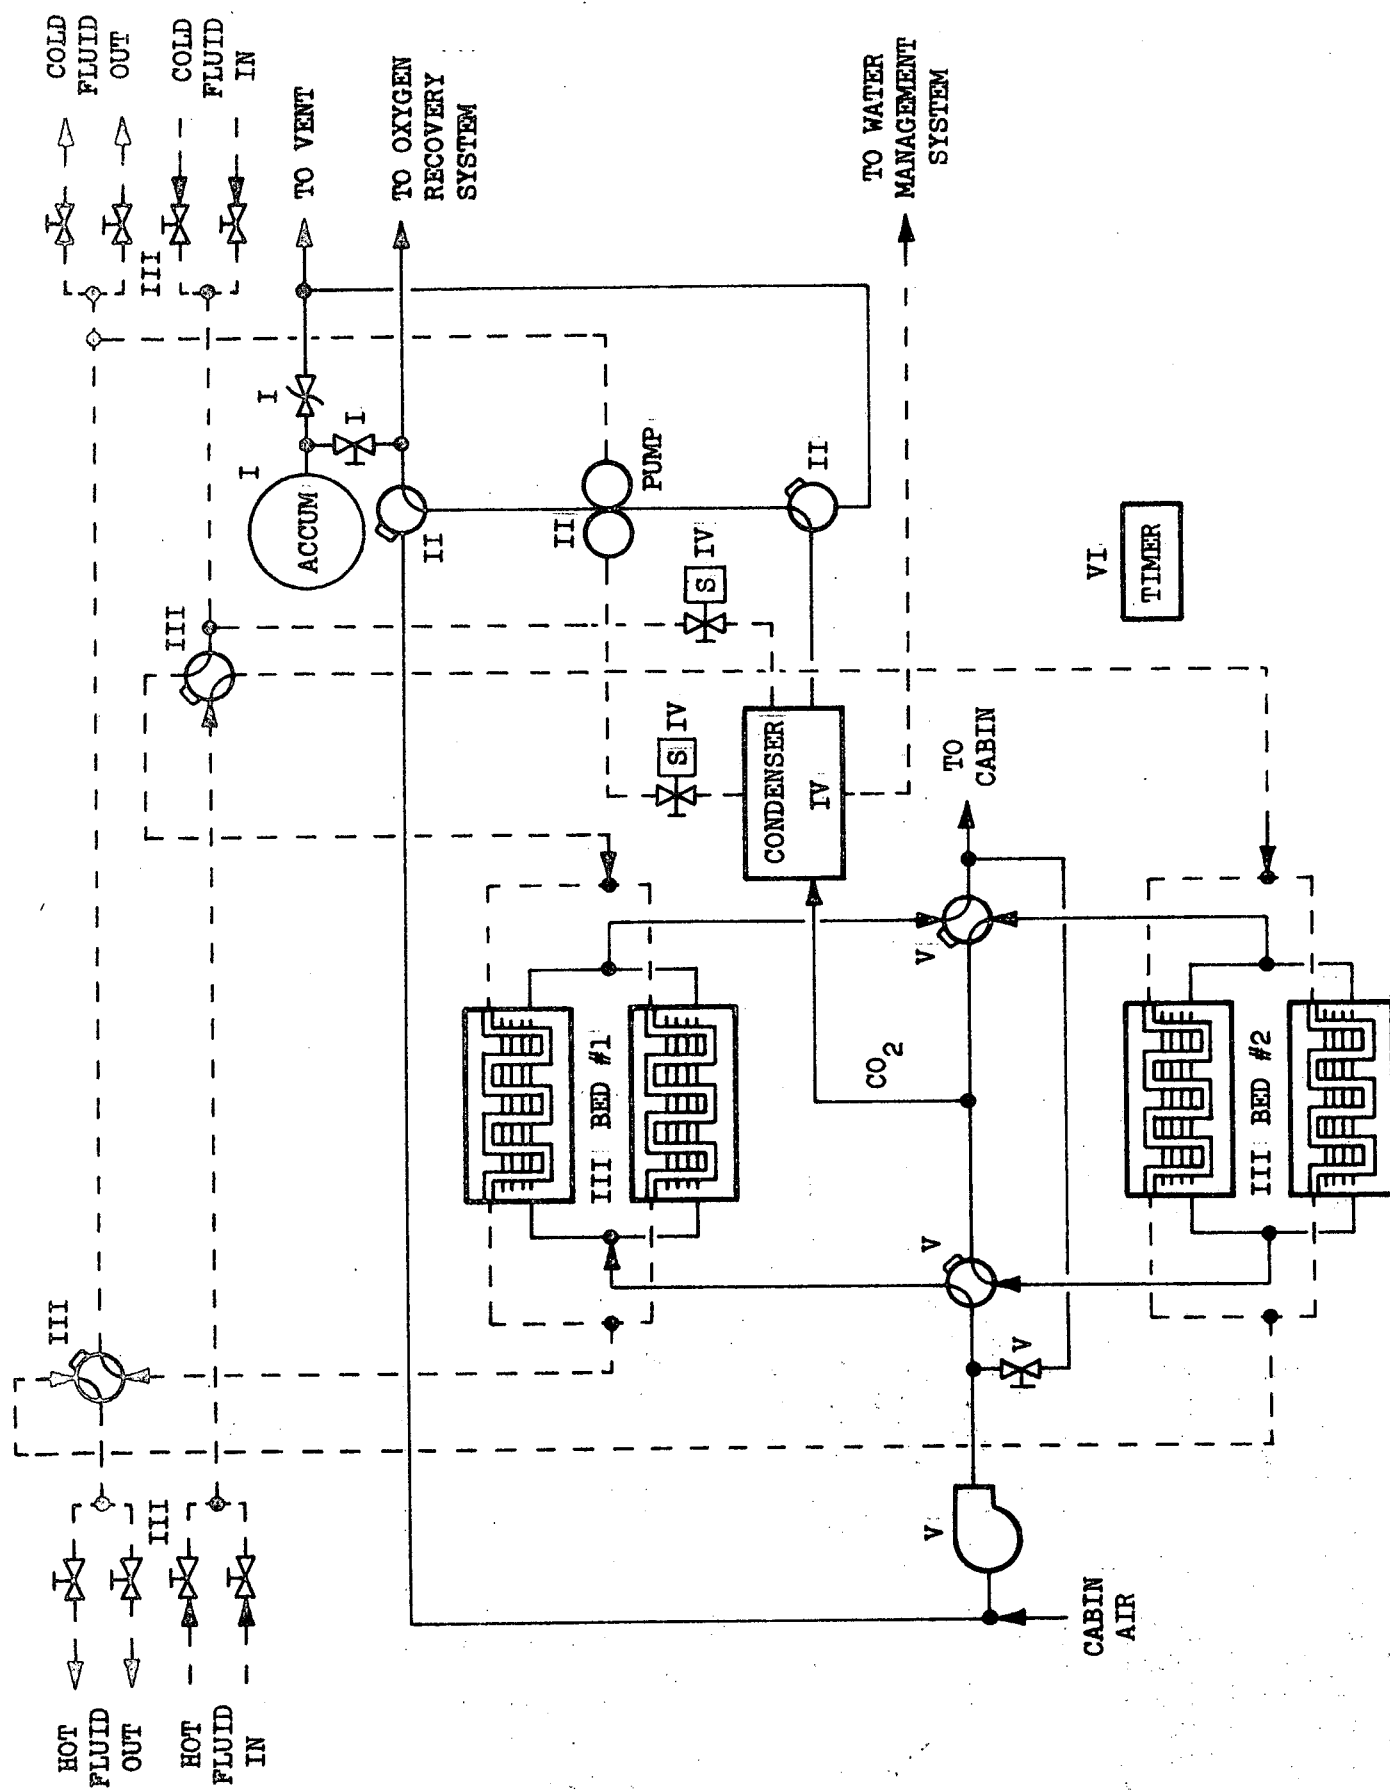 COLD
FLUID
OUT
COLD
FLUID
IN
TO VENT
TO OXYGEN
RECOVERY
SYSTEM
TO WATER
MANAGEMENT
SYSTEM
III
I
I
I
ACCUM
II
II
PUMP
II
III
S
IV
S
IV
CONDENSER
IV
VI
TIMER
TO
CABIN
V
CO2
III BED #1
III BED #2
V
V
V
III
III
HOT
FLUID
OUT
HOT
FLUID
IN
CABIN
AIR